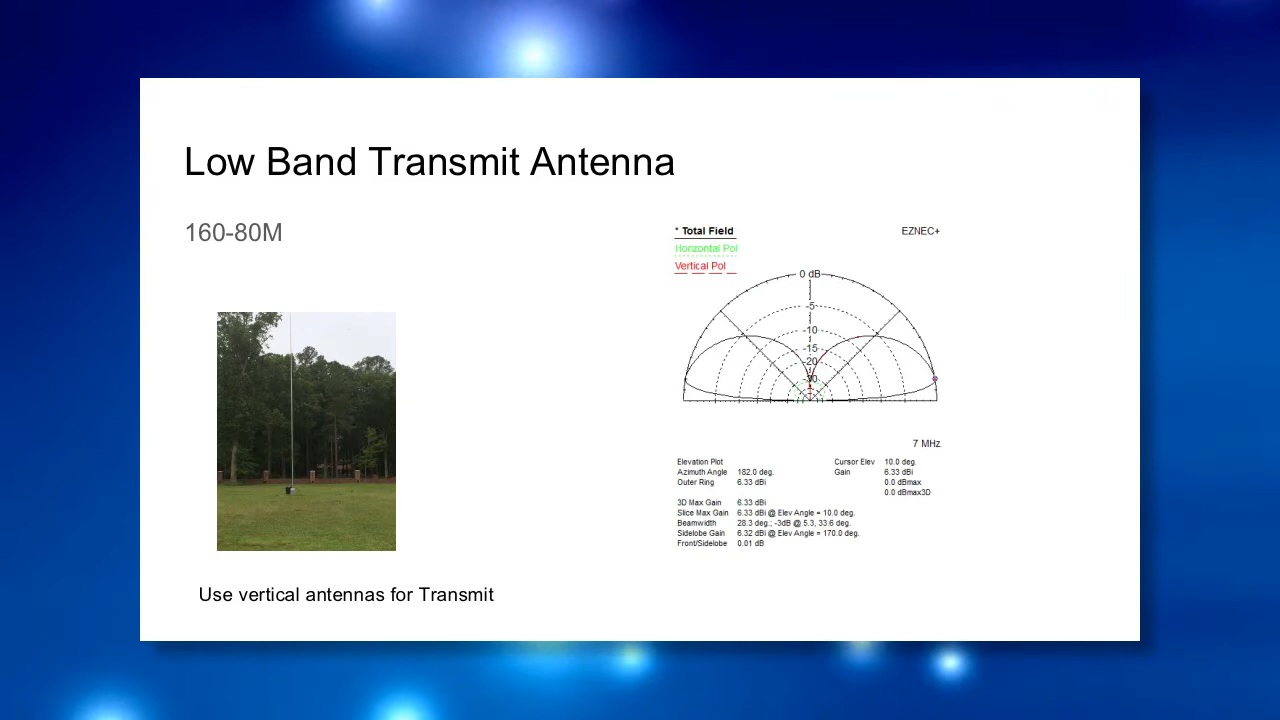 Low Band Transmit Antenna
160-80M
* Total Field
EZNEC+
Horizontal Pol
Vertical Pol
0 dB
-5
-10
-15
-20
-30
7 MHz
Elevation Plot
Cursor Elev 10.0 deg.
Azimuth Angle 182.0 deg.
Gain 6.33 dBi
Outer Ring 6.33 dBi
0.0 dBmax
0.0 dBmax3D
3D Max Gain 6.33 dBi
Slice Max Gain 6.33 dBi @ Elev Angle = 10.0 deg.
Beamwidth 28.3 deg.; -3dB @ 5.3, 33.6 deg.
Sidelobe Gain 6.32 dBi @ Elev Angle = 170.0 deg.
Front/Sidelobe 0.01 dB
Use vertical antennas for Transmit